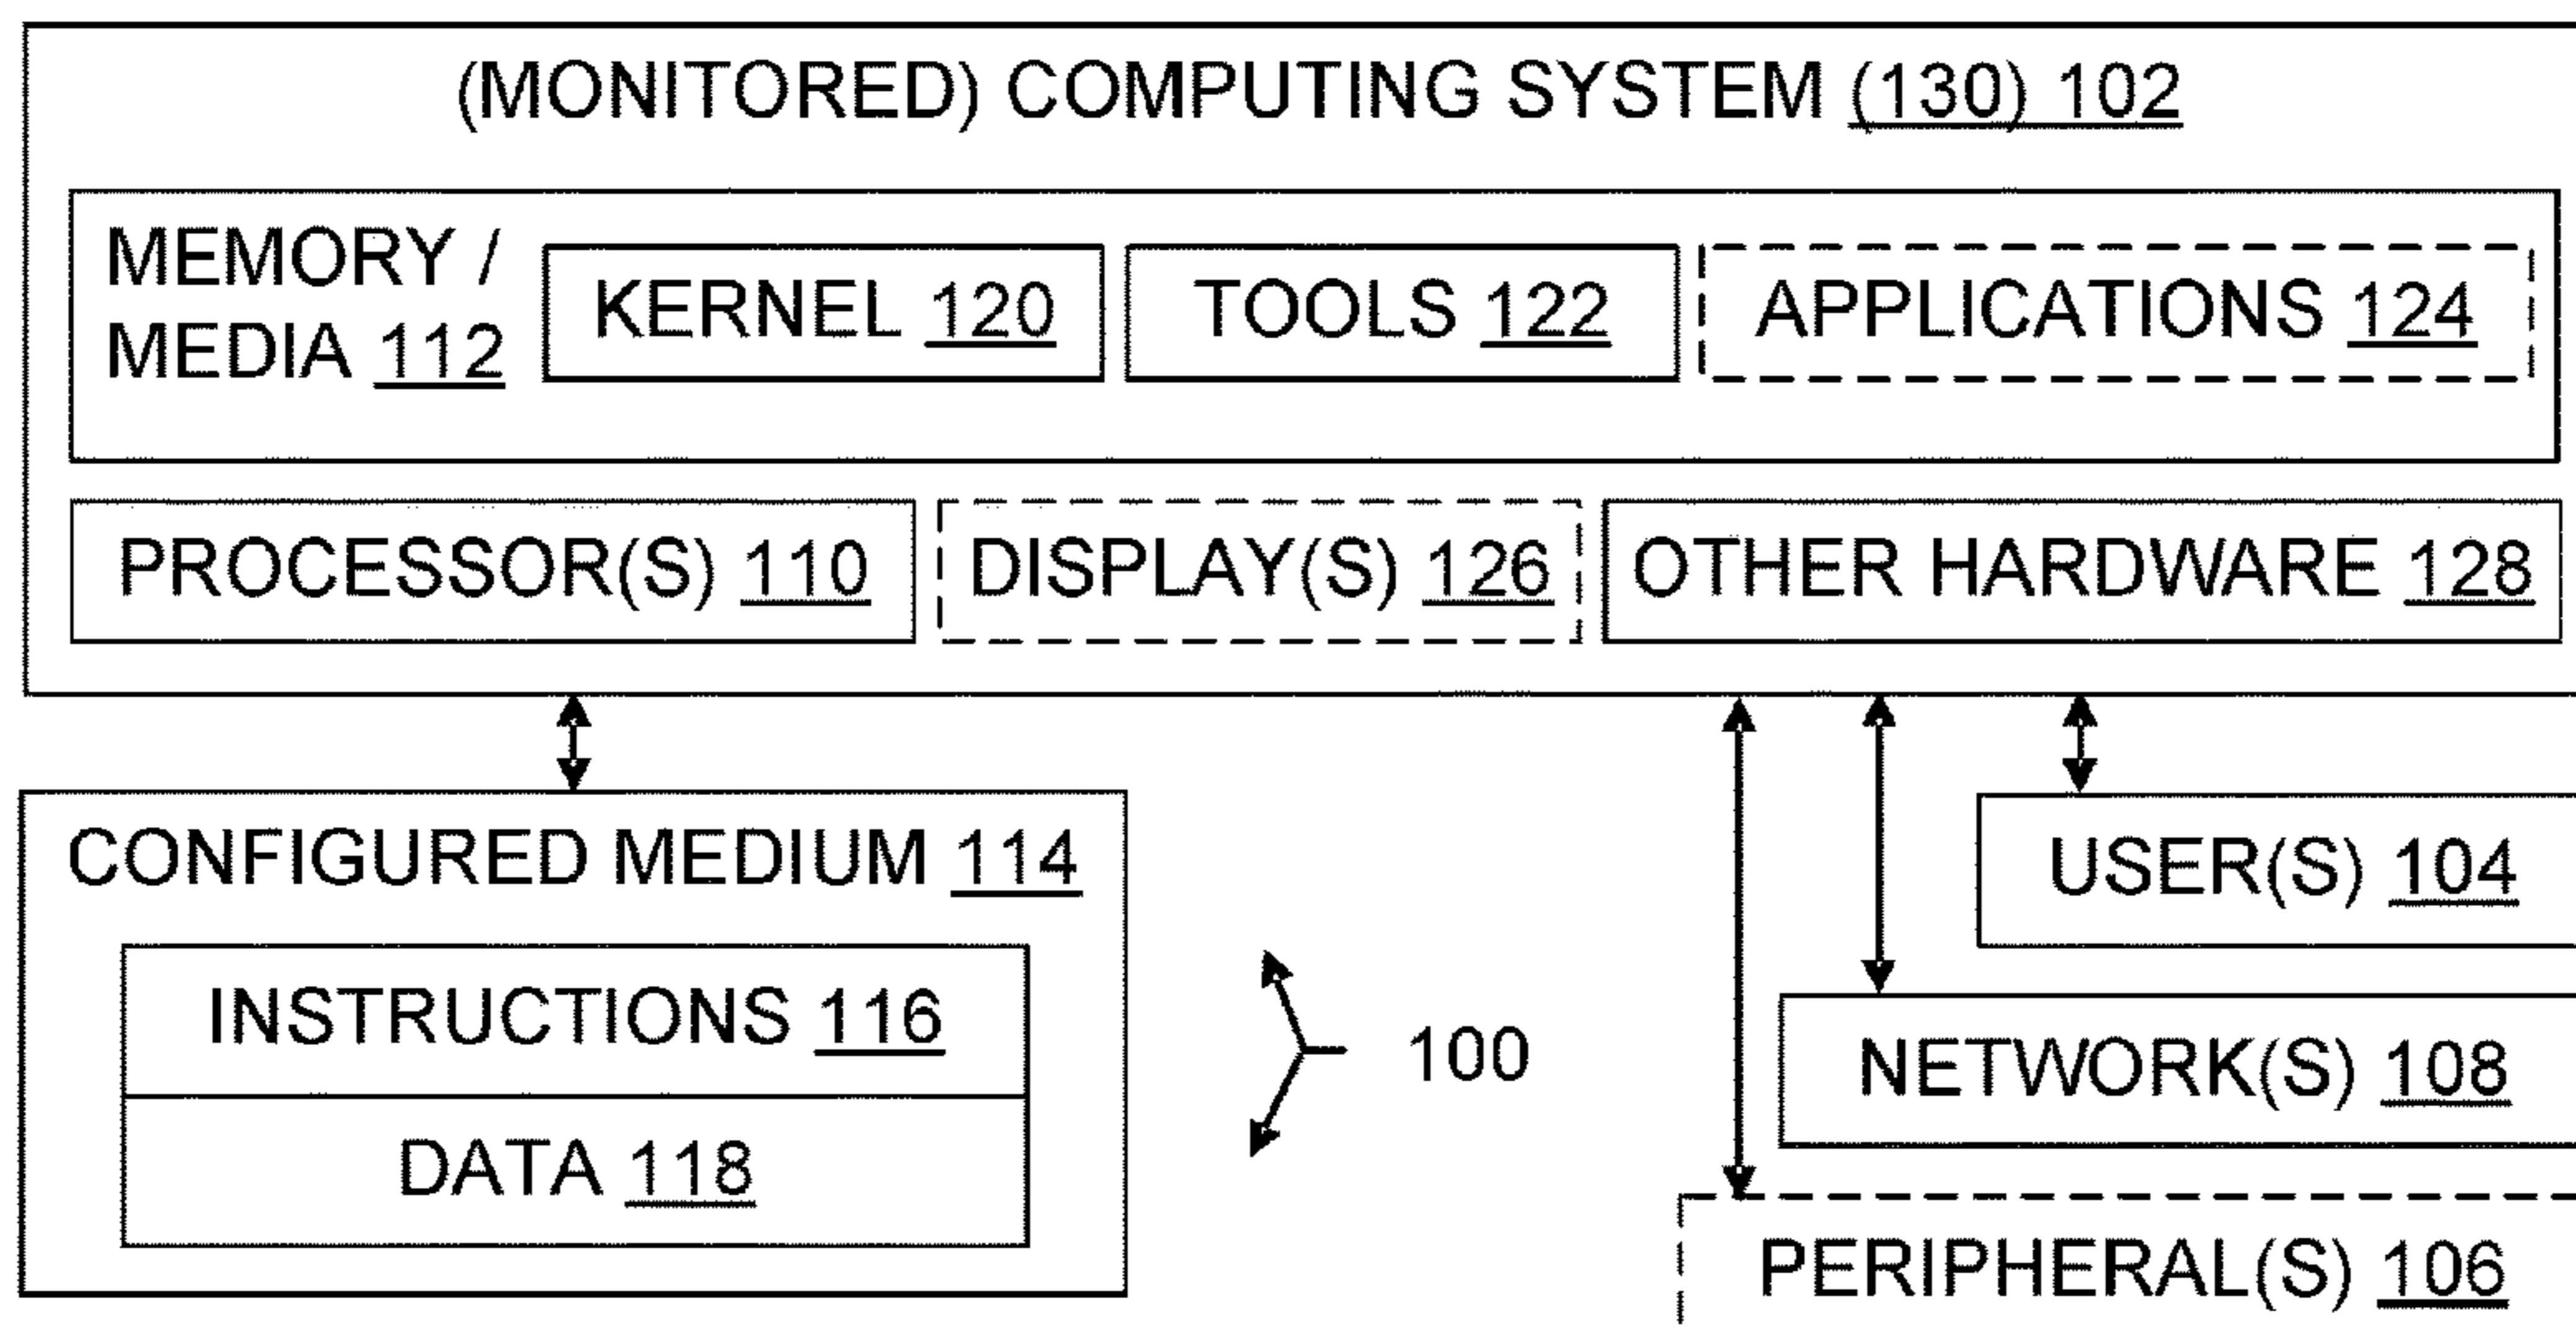 (MONITORED) COMPUTING SYSTEM (130) 102
MEMORY /
MEDIA 112
KERNEL 120
TOOLS 122
APPLICATIONS 124
PROCESSOR(S) 110
DISPLAY(S) 126
OTHER HARDWARE 128
CONFIGURED MEDIUM 114
INSTRUCTIONS 116
DATA 118
100
USER(S) 104
NETWORK(S) 108
PERIPHERAL(S) 106